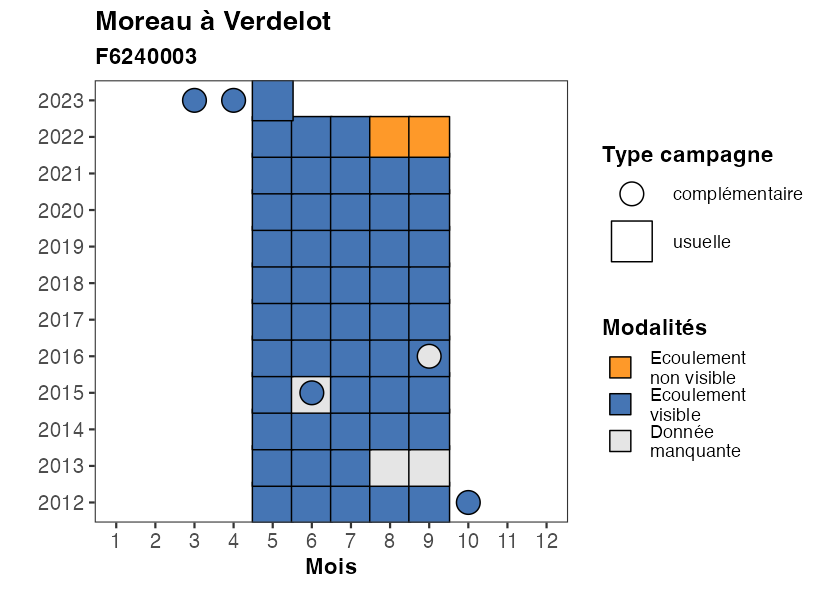 Moreau à Verdelot
F6240003
2023
2022
2021
2020
2019
2018
2017
2016
2015
2014
2013
2012
1 2 3 4 5 6 7 8 9 10 11 12
Mois
Type campagne
complémentaire
usuelle
Modalités
Ecoulement
non visible
Ecoulement
visible
Donnée
manquante